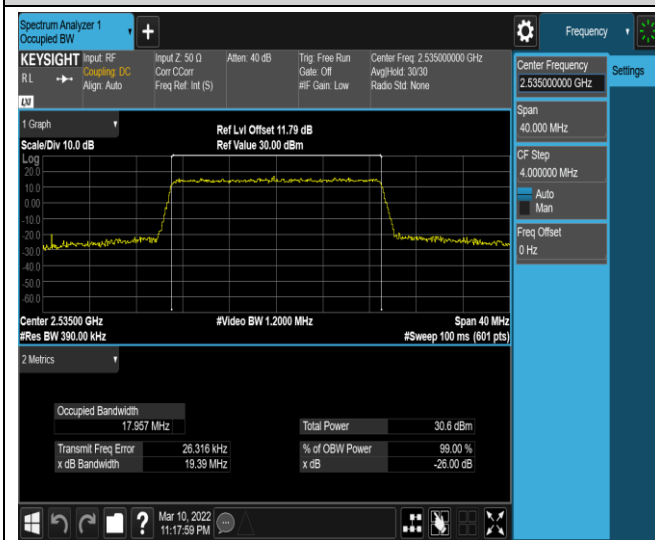 Spectrum Analyzer 1
Occupied BW
+
Frequency
KEYSIGHT
RL
LXI
Input: RF
Coupling: DC
Align: Auto
Input Z: 50 Ω
Corr CCorr
Freq Ref: Int (S)
Atten: 40 dB
Trig: Free Run
Gate: Off
#IF Gain: Low
Center Freq: 2.535000000 GHz
Avg|Hold: 30/30
Radio Std: None
Center Frequency
2.535000000 GHz
Settings
Span
40.000 MHz
CF Step
4.000000 MHz
Auto
Man
Freq Offset
0 Hz
1 Graph
Scale/Div 10.0 dB
Ref Lvl Offset 11.79 dB
Ref Value 30.00 dBm
Log
20.0
10.0
0.00
-10.0
-20.0
-30.0
-40.0
-50.0
-60.0
Center 2.53500 GHz
#Video BW 1.2000 MHz
Span 40 MHz
#Res BW 390.00 kHz
#Sweep 100 ms (601 pts)
2 Metrics
Occupied Bandwidth
17.957 MHz
Total Power 30.6 dBm
Transmit Freq Error 26.316 kHz
% of OBW Power 99.00 %
x dB Bandwidth 19.39 MHz
x dB -26.00 dB
?
Mar 10, 2022
11:17:59 PM